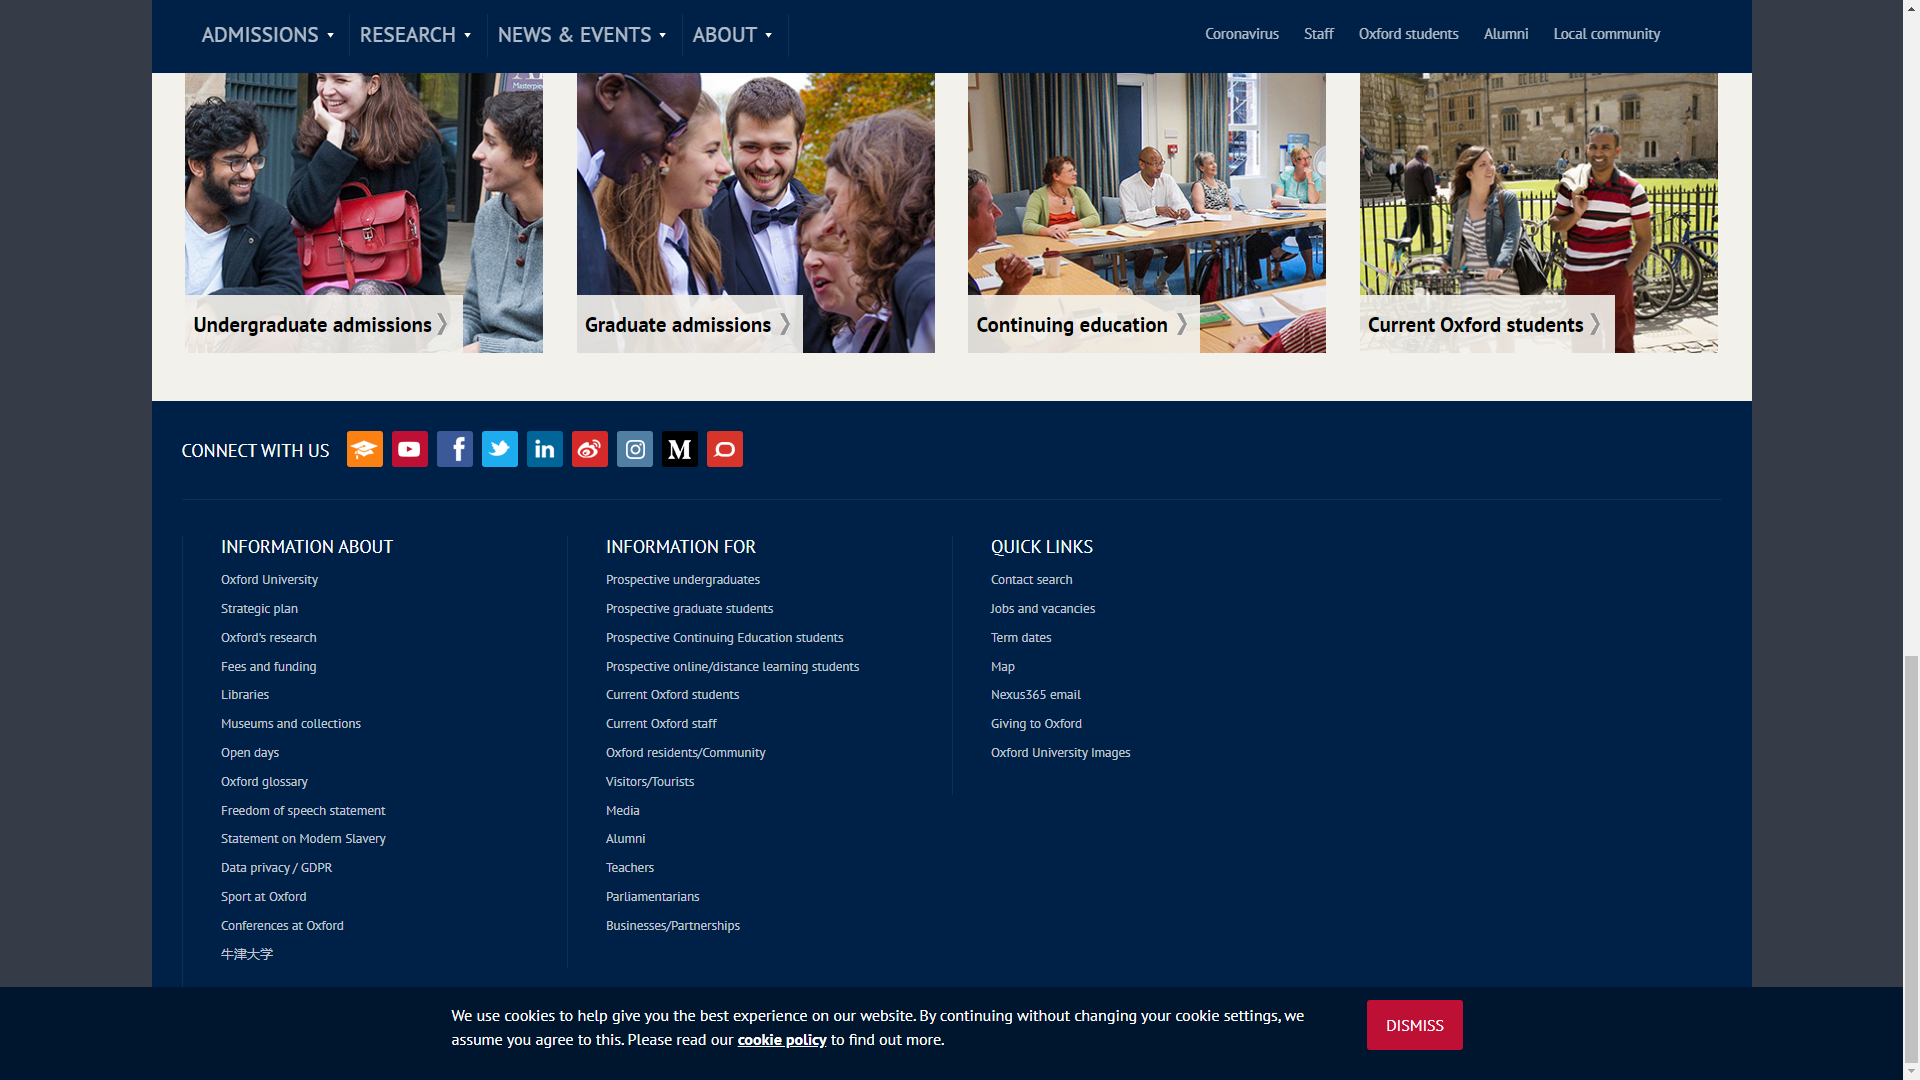 ADMISSIONS
RESEARCH
NEWS & EVENTS
ABOUT
Coronavirus
Staff
Oxford students
Alumni
Local community
Undergraduate admissions
Graduate admissions
Continuing education
Current Oxford students
CONNECT WITH US
INFORMATION ABOUT
Oxford University
Strategic plan
Oxford's research
Fees and funding
Libraries
Museums and collections
Open days
Oxford glossary
Freedom of speech statement
Statement on Modern Slavery
Data privacy / GDPR
Sport at Oxford
Conferences at Oxford
牛津大学
INFORMATION FOR
Prospective undergraduates
Prospective graduate students
Prospective Continuing Education students
Prospective online/distance learning students
Current Oxford students
Current Oxford staff
Oxford residents/Community
Visitors/Tourists
Media
Alumni
Teachers
Parliamentarians
Businesses/Partnerships
QUICK LINKS
Contact search
Jobs and vacancies
Term dates
Map
Nexus365 email
Giving to Oxford
Oxford University Images
We use cookies to help give you the best experience on our website. By continuing without changing your cookie settings, we
assume you agree to this. Please read our cookie policy to find out more.
DISMISS